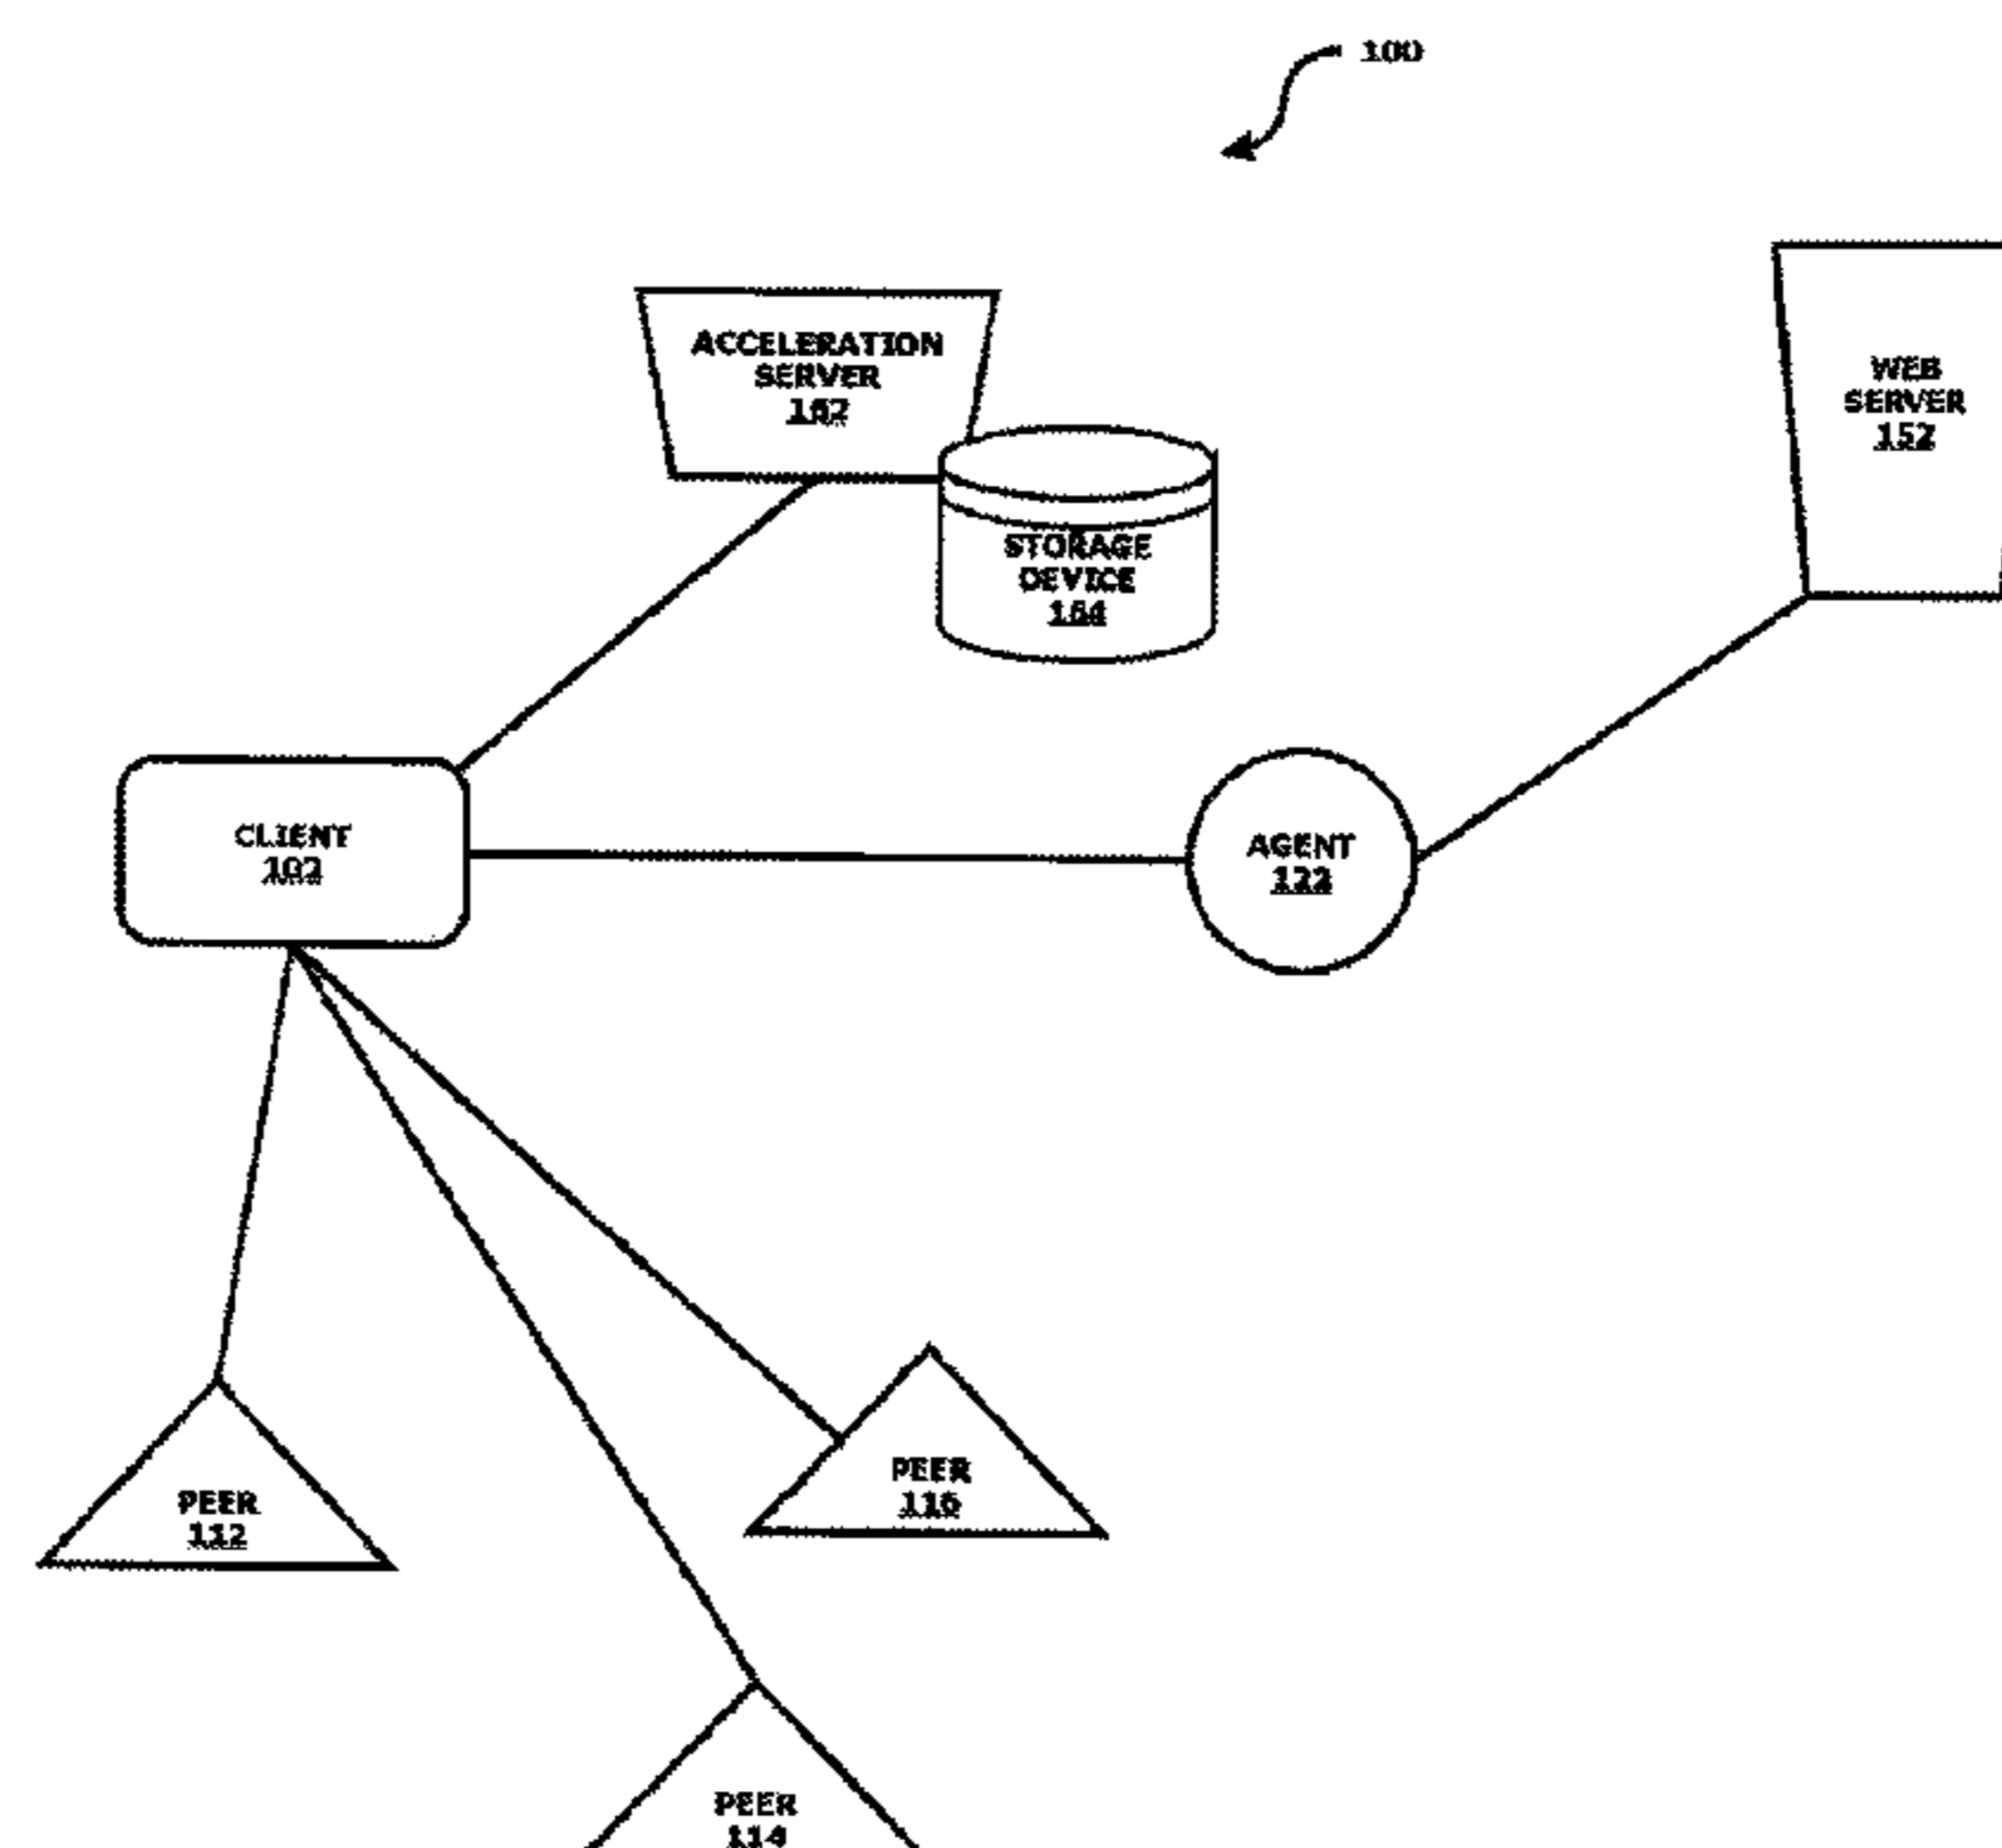 100
ACCELERATION
SERVER
162
WEB
SERVER
152
STORAGE
DEVICE
164
CLIENT
102
AGENT
122
PEER
116
PEER
112
PEER
114